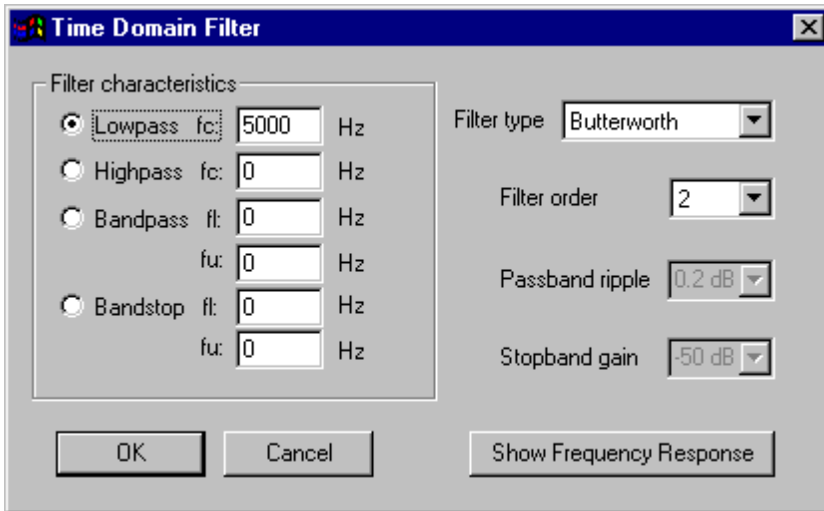 Time Domain Filter
Filter characteristics
Lowpass fc: 5000 Hz
Highpass fc: 0 Hz
Bandpass fl: 0 Hz
fu: 0 Hz
Bandstop fl: 0 Hz
fu: 0 Hz
Filter type Butterworth
Filter order 2
Passband ripple 0.2 dB
Stopband gain -50 dB
OK Cancel Show Frequency Response